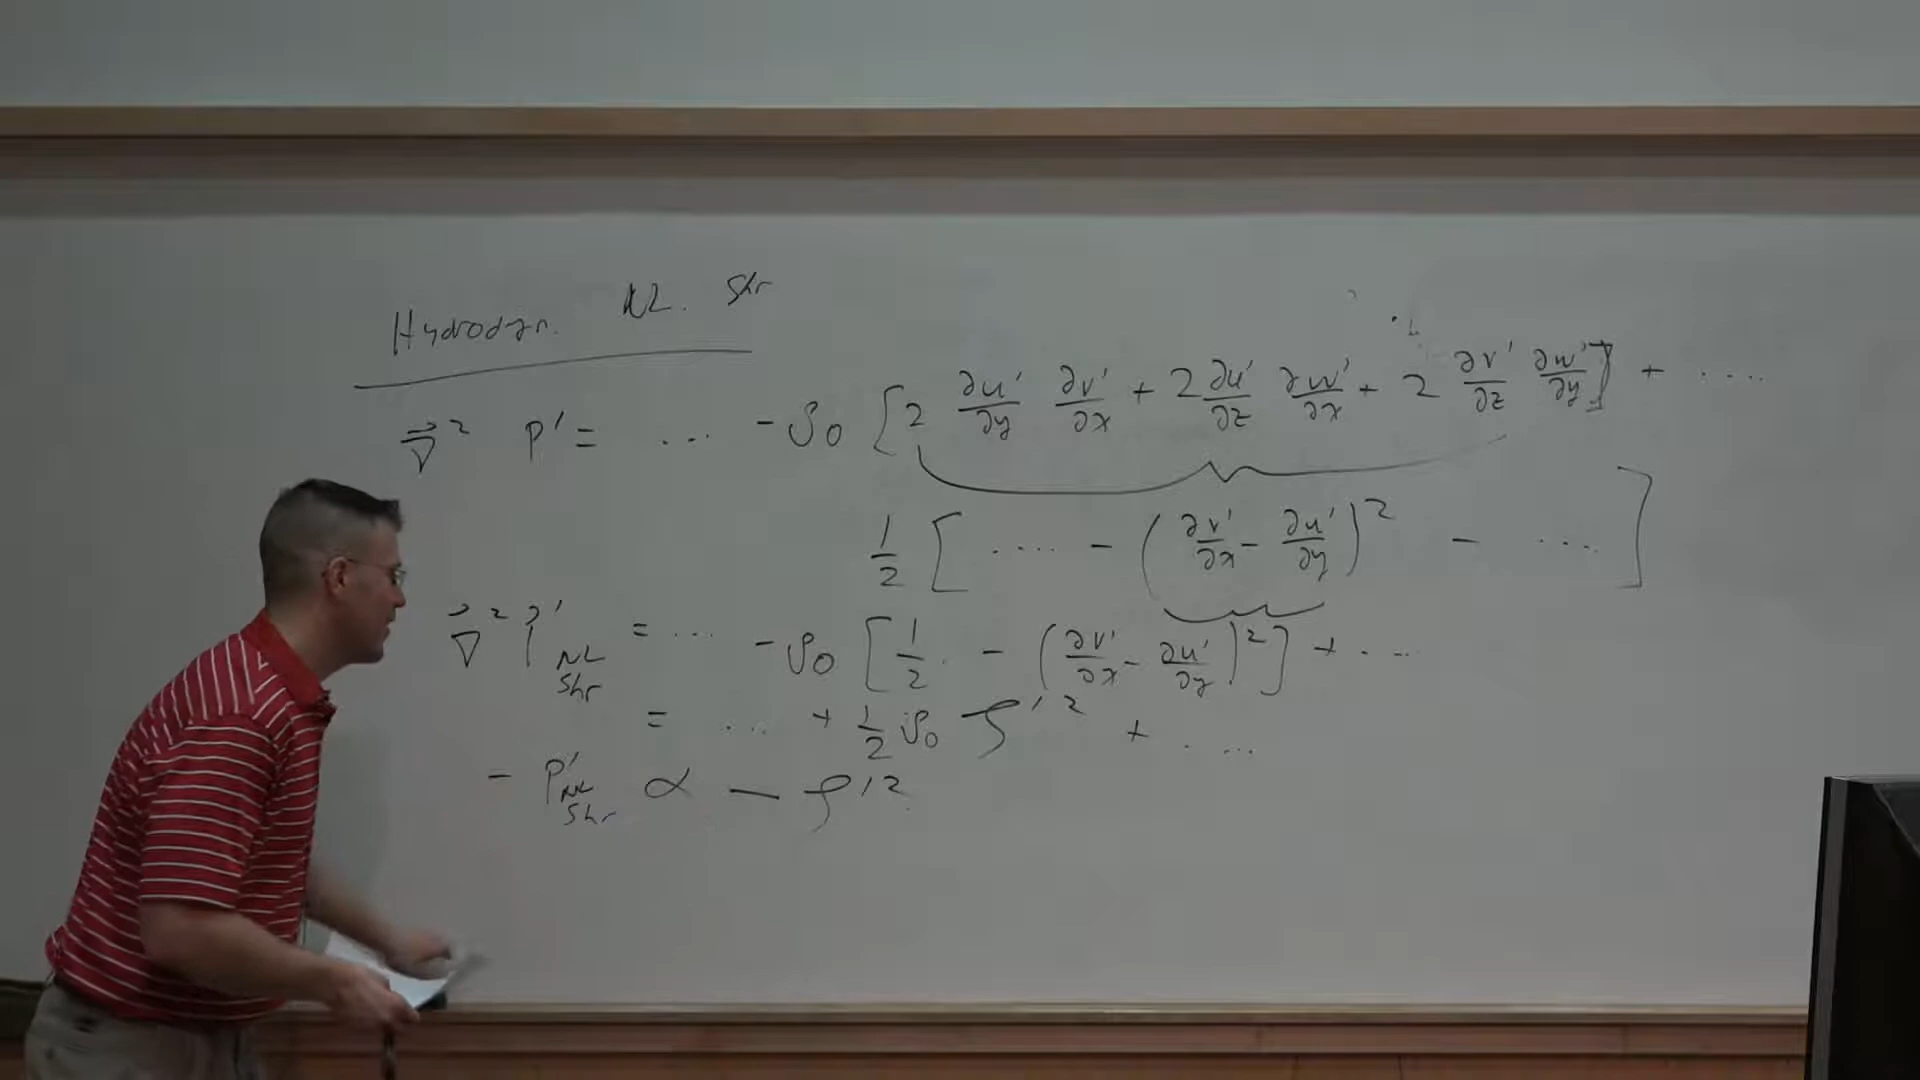 Hydrodyn. NL. Shr
∇⃗² p' = ... -ρ₀ [2 ∂u'/∂y ∂v'/∂x + 2 ∂u'/∂z ∂w'/∂x + 2 ∂v'/∂z ∂w'/∂y] + ....
1/2 [ .... - (∂v'/∂x - ∂u'/∂y)² - .... ]
∇⃗² p'NL Shr = ... -ρ₀ [1/2 . - (∂v'/∂x - ∂u'/∂y)²] + ....
= ... + 1/2 ρ₀ ζ'² + ....
- p'NL Shr ∝ - ζ'²